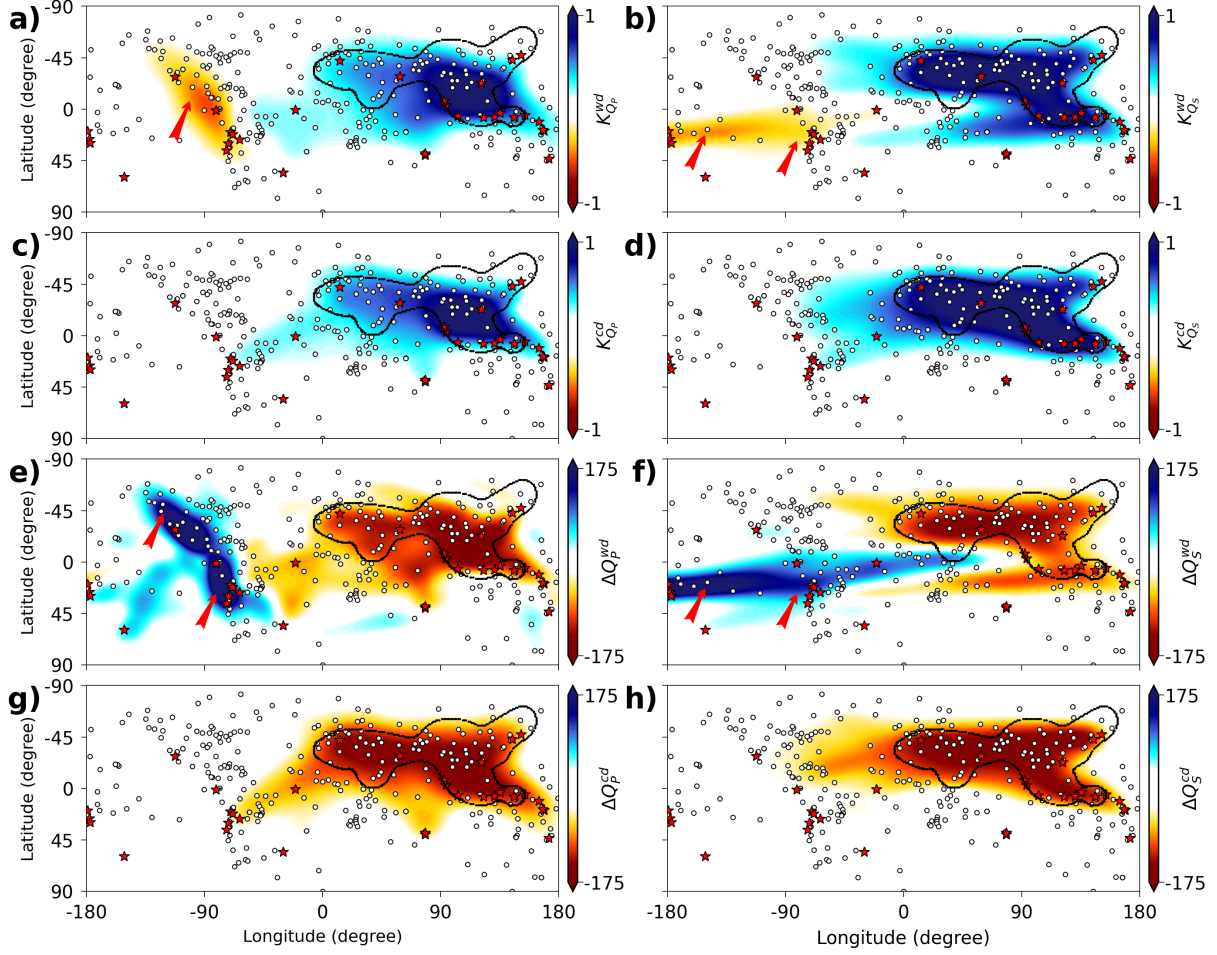 a)
-90
-45
0
45
90
Latitude (degree)
1
-1
K^{wd}_{Q_P}
b)
1
-1
K^{wd}_{Q_S}
c)
-90
-45
0
45
90
Latitude (degree)
1
-1
K^{cd}_{Q_P}
d)
1
-1
K^{cd}_{Q_S}
e)
-90
-45
0
45
90
Latitude (degree)
175
-175
ΔQ^{wd}_P
f)
175
-175
ΔQ^{wd}_S
g)
-90
-45
0
45
90
Latitude (degree)
175
-175
ΔQ^{cd}_P
h)
175
-175
ΔQ^{cd}_S
-180 -90 0 90 180
Longitude (degree)
-180 -90 0 90 180
Longitude (degree)